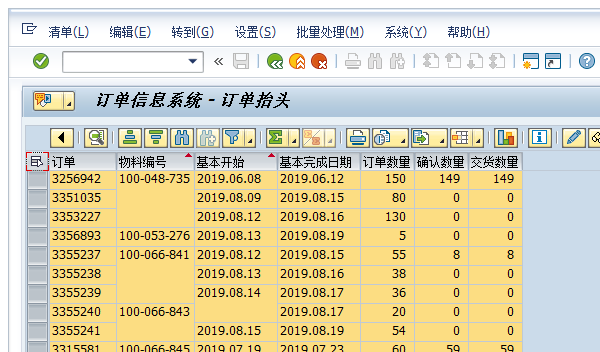 清单(L) 编辑(E) 转到(G) 设置(S) 批量处理(M) 系统(Y) 帮助(H)
订单信息系统 - 订单抬头
订单 物料编号 基本开始 基本完成日期 订单数量 确认数量 交货数量
3256942 100-048-735 2019.06.08 2019.06.12 150 149 149
3351035 2019.08.09 2019.08.15 80 0 0
3353227 2019.08.12 2019.08.16 130 0 0
3356893 100-053-276 2019.08.13 2019.08.19 5 0 0
3355237 100-066-841 2019.08.12 2019.08.15 55 8 8
3355238 2019.08.13 2019.08.16 38 0 0
3355239 2019.08.14 2019.08.17 36 0 0
3355240 100-066-843 2019.08.17 20 0 0
3355241 2019.08.15 2019.08.19 54 0 0
3315581 100-066-845 2019.07.19 2019.07.23 60 59 59